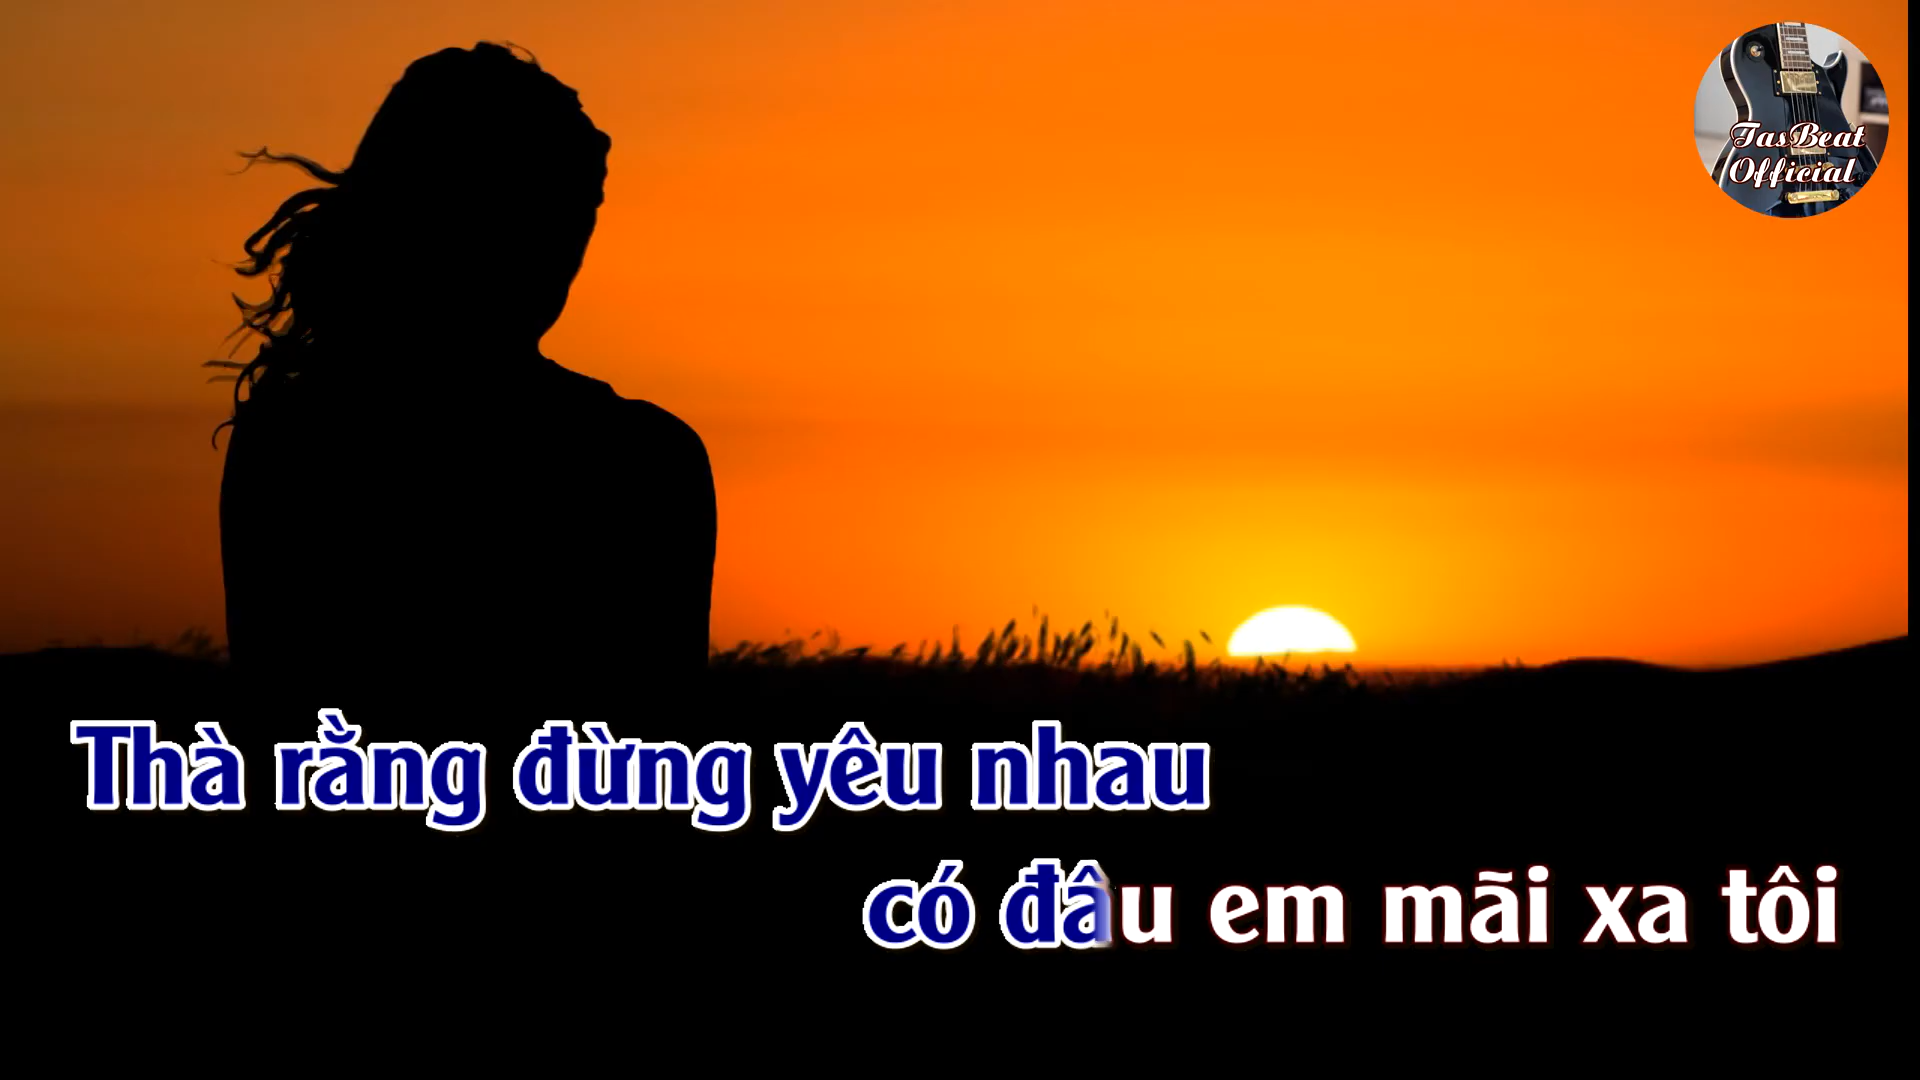 TasBeat
Official
Thà rằng đừng yêu nhau
có đâu em mãi xa tôi